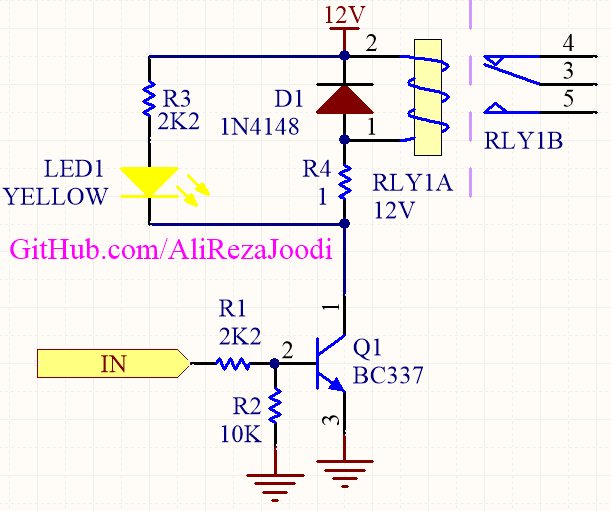 12V
2
4
R3
2K2
D1
1N4148
3
5
1
RLY1B
LED1
YELLOW
R4
1
RLY1A
12V
GitHub.com/AliRezaJoodi
1
R1
2K2
2
Q1
BC337
IN
R2
10K
3